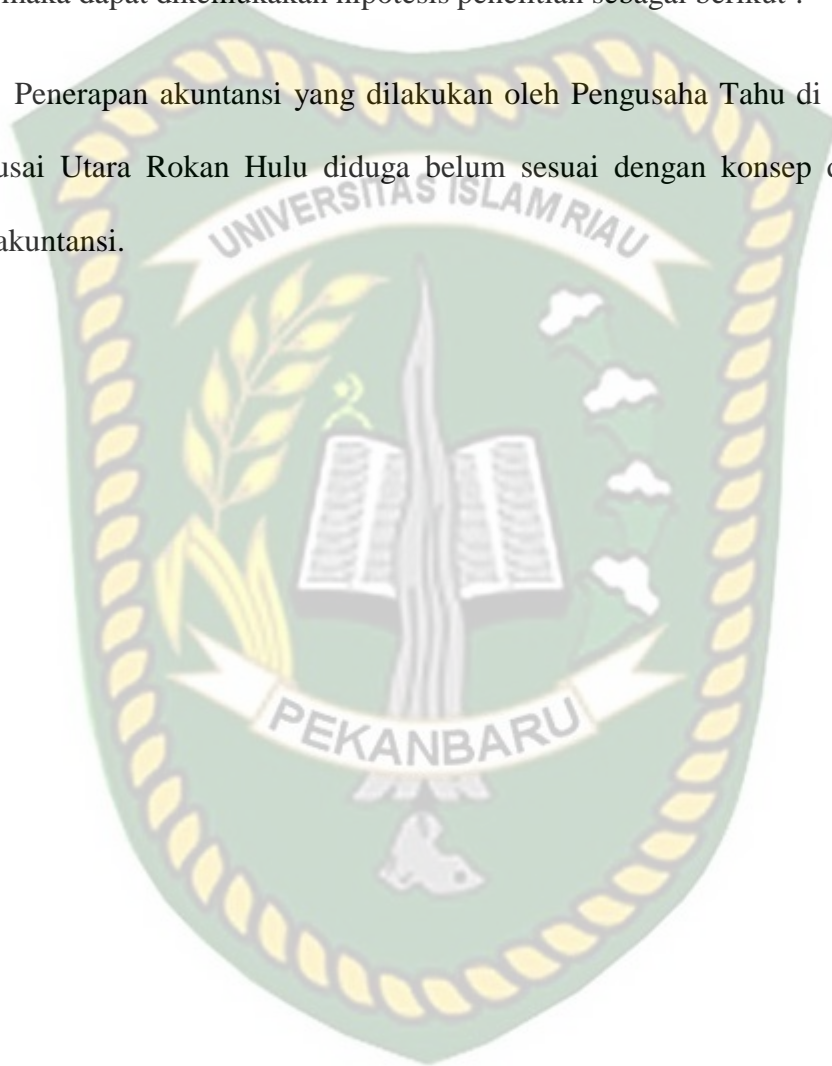 maka dapat dikemukakan hipotesis penelitian sebagai berikut :
Penerapan akuntansi yang dilakukan oleh Pengusaha Tahu di
usai Utara Rokan Hulu diduga belum sesuai dengan konsep
akuntansi.
UNIVERSITAS ISLAM RIAU
PEKANBARU